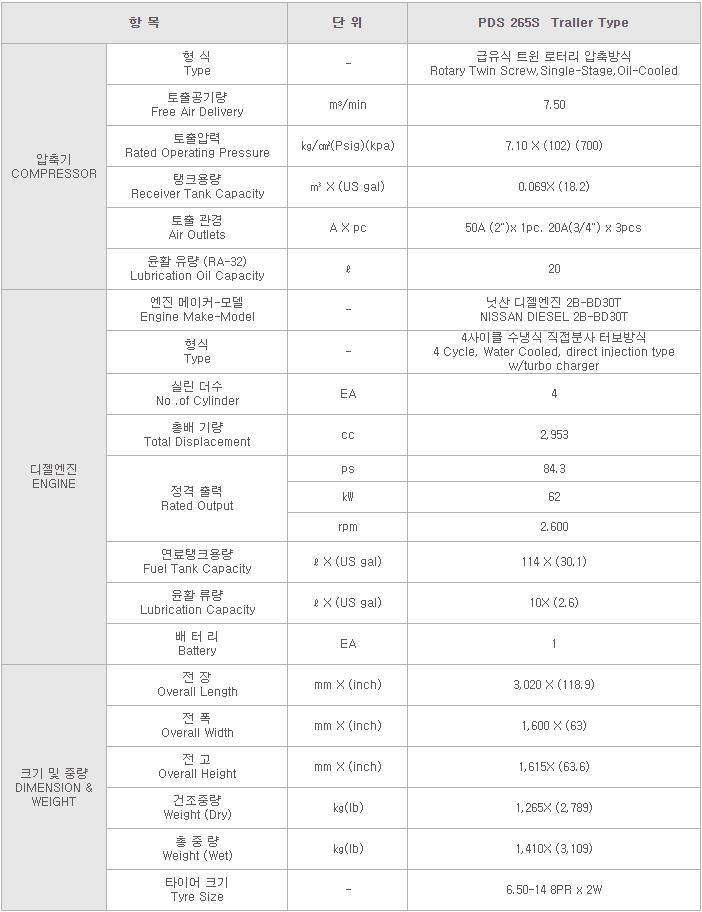 항 목 단 위 PDS 265S Traller Type
압축기
COMPRESSOR
형 식
Type
-
급유식 트윈 로터리 압축방식
Rotary Twin Screw,Single-Stage,Oil-Cooled
토출공기량
Free Air Delivery
m³/min
7.50
토출압력
Rated Operating Pressure
㎏/㎠(Psig)(kpa)
7.10 X (102) (700)
탱크용량
Receiver Tank Capacity
㎥ X (US gal)
0.069X (18.2)
토출 관경
Air Outlets
A X pc
50A (2")x 1pc. 20A(3/4") x 3pcs
윤활 유량 (RA-32)
Lubrication Oil Capacity
ℓ
20
디젤엔진
ENGINE
엔진 메이커-모델
Engine Make-Model
-
닛산 디젤엔진 2B-BD30T
NISSAN DIESEL 2B-BD30T
형식
Type
-
4사이클 수냉식 직접분사 터보방식
4 Cycle, Water Cooled, direct injection type
w/turbo charger
실린 더수
No .of Cylinder
EA
4
총배 기량
Total Displacement
cc
2,953
정격 출력
Rated Output
ps
84.3
㎾
62
rpm
2.600
연료탱크용량
Fuel Tank Capacity
ℓ X (US gal)
114 X (30.1)
윤활 류량
Lubrication Capacity
ℓ X (US gal)
10X (2.6)
배 터 리
Battery
EA
1
크기 및 중량
DIMENSION &
WEIGHT
전 장
Overall Length
mm X (inch)
3,020 X (118.9)
전 폭
Overall Width
mm X (inch)
1,600 X (63)
전 고
Overall Height
mm X (inch)
1,615X (63.6)
건조중량
Weight (Dry)
㎏(lb)
1,265X (2,789)
총 중 량
Weight (Wet)
㎏(lb)
1,410X (3,109)
타이어 크기
Tyre Size
-
6.50-14 8PR x 2W